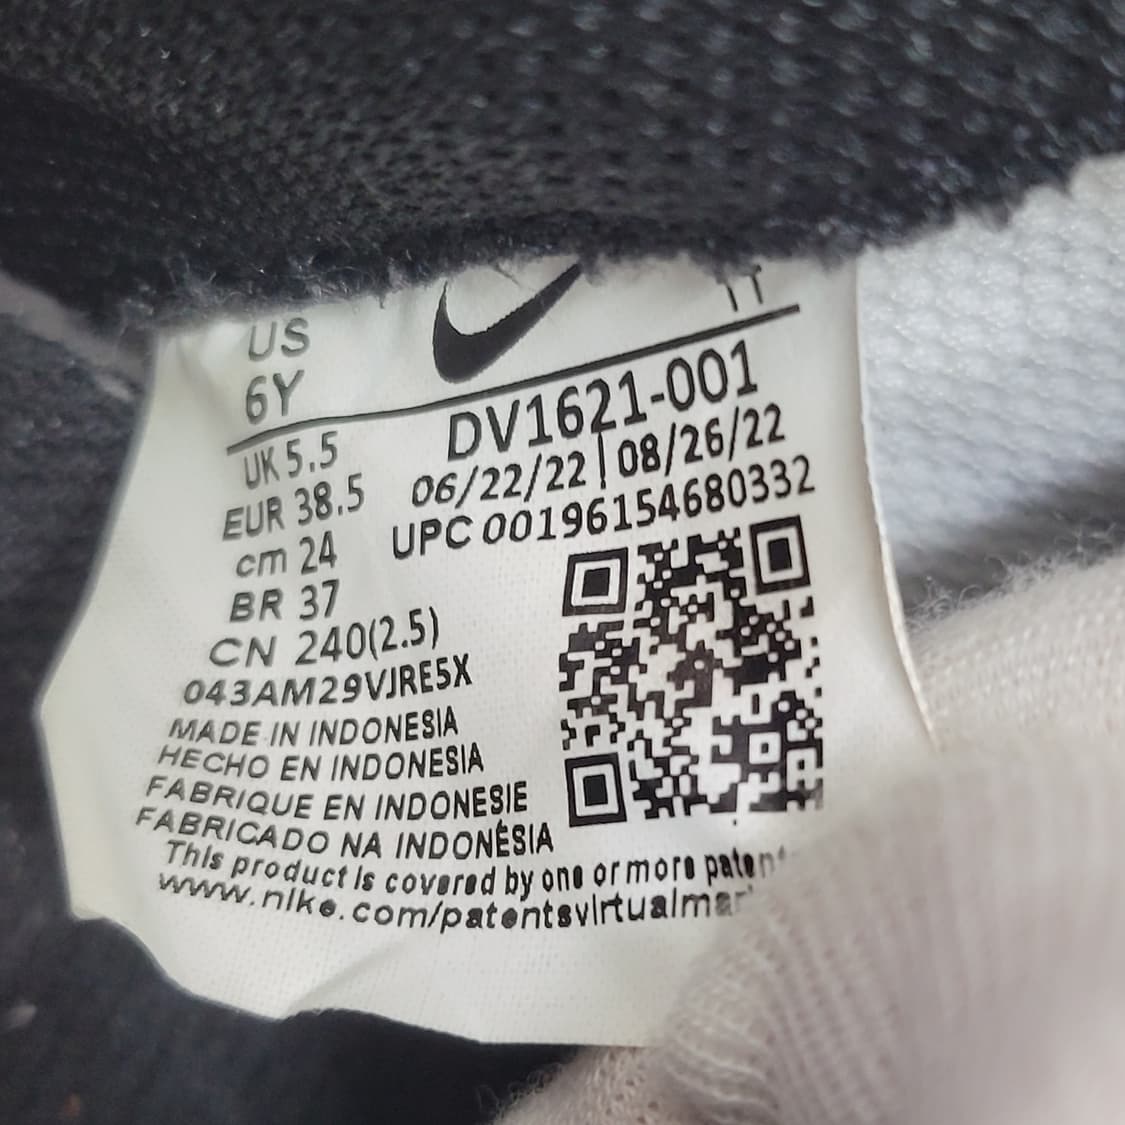 US
6Y
DV1621-001
UK 5.5
06/22/22 | 08/26/22
EUR 38.5
UPC 00196154680332
cm 24
BR 37
CN 240(2.5)
043AM29VJRE5X
MADE IN INDONESIA
HECHO EN INDONESIA
FABRIQUE EN INDONESIE
FABRICADO NA INDONÉSIA
This product is covered by one or more
www.nike.com/patentsvirtualmar